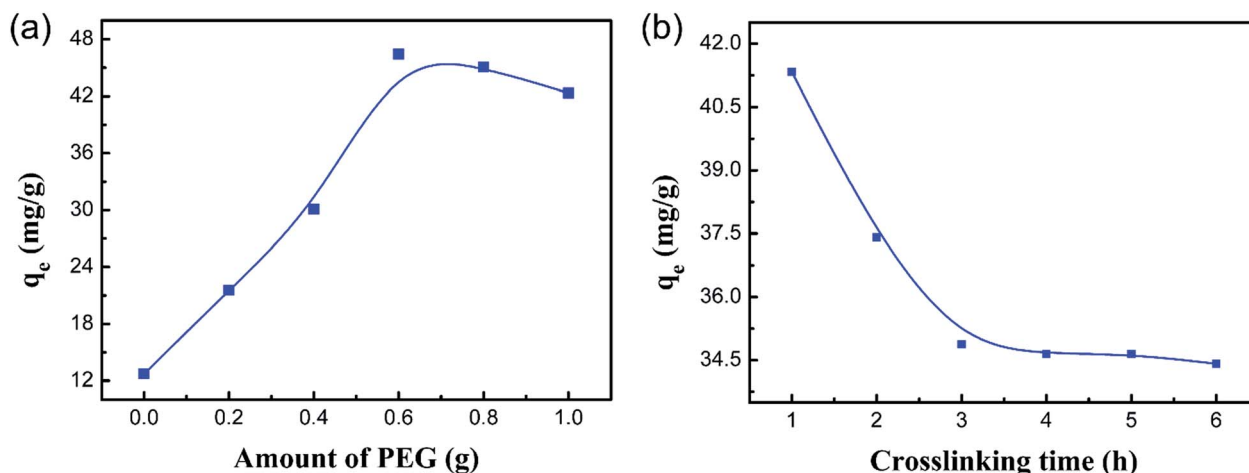 (a)
48
42
36
30
24
18
12
q_e (mg/g)
0.0 0.2 0.4 0.6 0.8 1.0
Amount of PEG (g)
(b)
42.0
40.5
39.0
37.5
36.0
34.5
q_e (mg/g)
1 2 3 4 5 6
Crosslinking time (h)